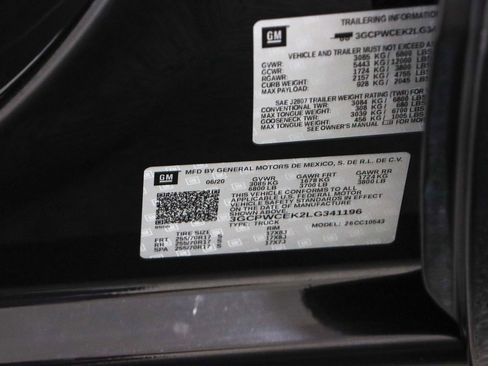 GM
TRAILERING INFORMATION
3GCPWCEK2LG341
VEHICLE AND TRAILER MUST NOT EXCEED
GVWR: 3085 KG / 6800 LBS
GCWR: 5443 KG / 12000 LBS
RGAWR: 1724 KG / 3800 LBS
CURB WEIGHT: 2157 KG / 4755 LBS
MAX PAYLOAD: 928 KG / 2045 LBS
SAE J2807 TRAILER WEIGHT RATING (TWR)
CONVENTIONAL TWR: 3084 KG / 6800 LBS
MAX TONGUE WEIGHT: 308 KG / 680 LBS
GOOSENECK TWR: 3039 KG / 6700 LBS
MAX TONGUE WEIGHT: 456 KG / 1005 LBS
SEE OWNER'S MANUAL
GM
MFD BY GENERAL MOTORS DE MEXICO, S. DE R.L. DE C.V.
06/20 GVWR GAWR FRT GAWR RR
3085 KG 1678 KG 1724 KG
6800 LB 3700 LB 3800 LB
THIS VEHICLE CONFORMS TO ALL
APPLICABLE U.S. FEDERAL MOTOR
VEHICLE SAFETY STANDARDS IN
EFFECT ON THE DATE OF MANUFACTURE
SHOWN ABOVE.
3GCPWCEK2LG341196
TYPE: TRUCK MODEL: 2
TIRE SIZE RIM
FRT 255/70R17 S 17X8J
RR 255/70R17 S 17X8J
SPA 255/70R17 S 17X7J